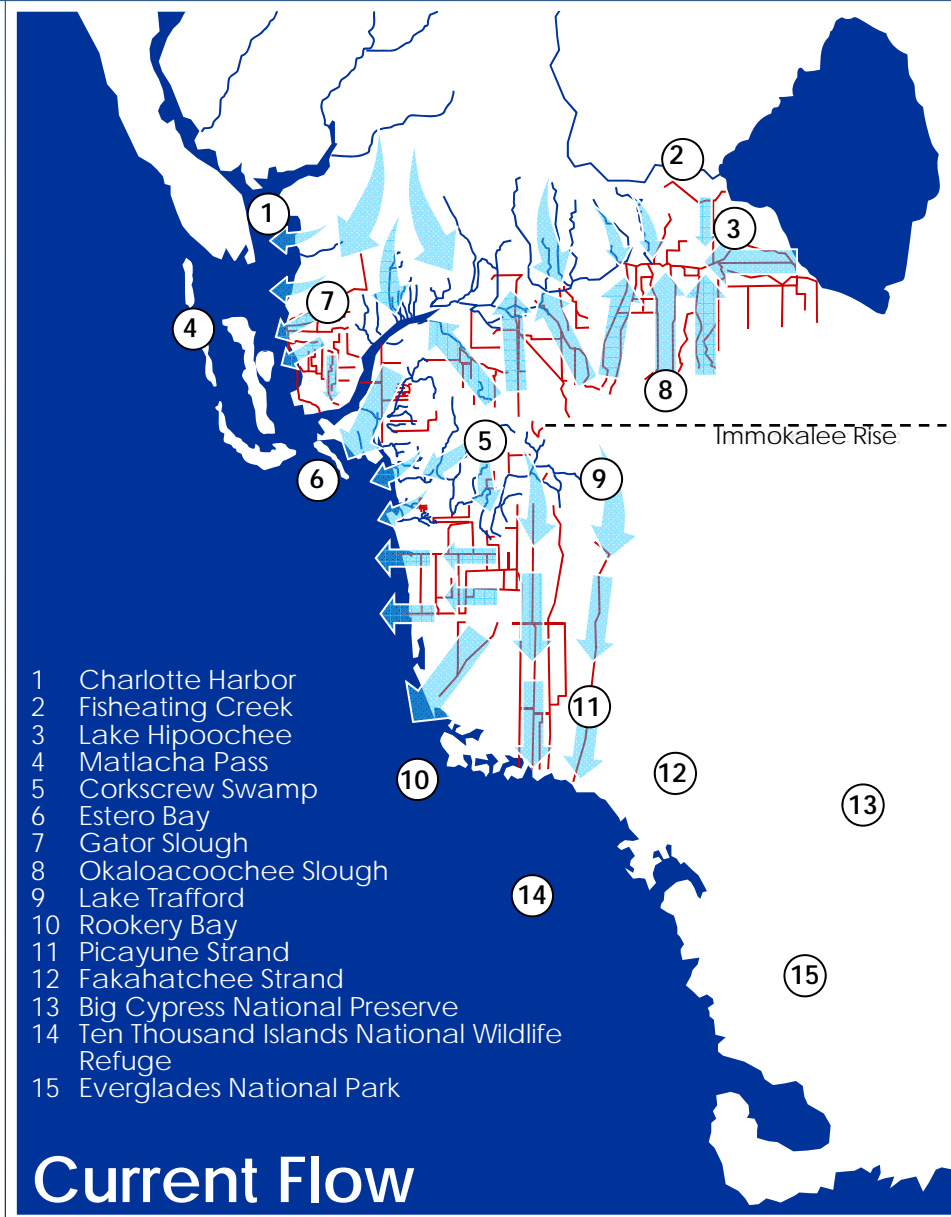 2
1
3
7
4
8
5
Immokalee Rise
6
9
1 Charlotte Harbor
2 Fisheating Creek
3 Lake Hipoochee
4 Matlacha Pass
5 Corkscrew Swamp
6 Estero Bay
7 Gator Slough
8 Okaloacoochee Slough
9 Lake Trafford
10 Rookery Bay
11 Picayune Strand
12 Fakahatchee Strand
13 Big Cypress National Preserve
14 Ten Thousand Islands National Wildlife
Refuge
15 Everglades National Park
11
10
12
13
14
15
Current Flow